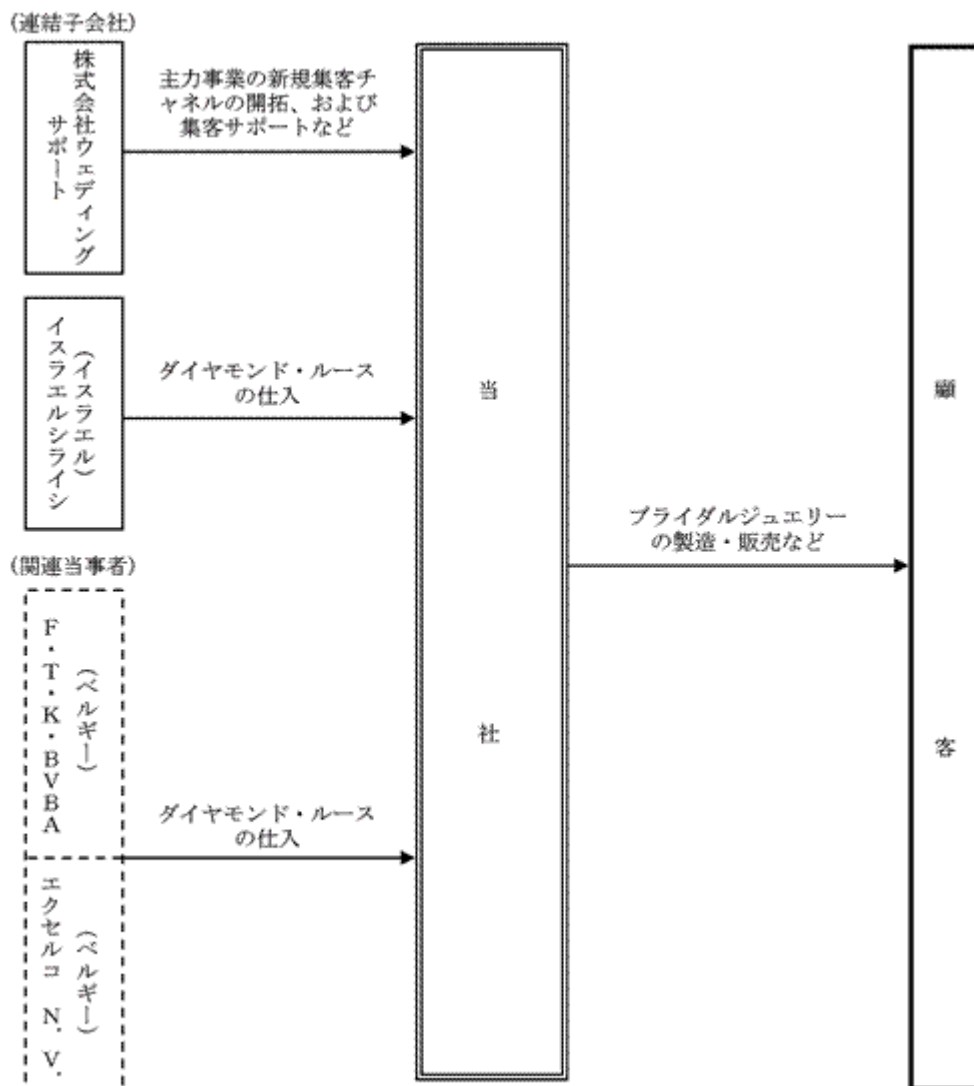 (連結子会社)
株式会社ウェディング
サポート
主力事業の新規集客チ
ャネルの開拓、および
集客サポートなど
(イスラエル)
イスラエルシライシ
ダイヤモンド・ルース
の仕入
(関連当事者)
(ベルギー)
F・T・K・BVBA
ダイヤモンド・ルース
の仕入
(ベルギー)
エクセルコ N.V.
当社
ブライダルジュエリー
の製造・販売など
顧客